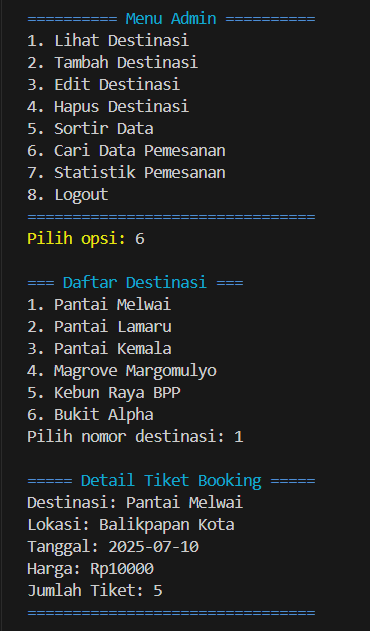 ========== Menu Admin ==========
1. Lihat Destinasi
2. Tambah Destinasi
3. Edit Destinasi
4. Hapus Destinasi
5. Sortir Data
6. Cari Data Pemesanan
7. Statistik Pemesanan
8. Logout
================================
Pilih opsi: 6

=== Daftar Destinasi ===
1. Pantai Melwai
2. Pantai Lamaru
3. Pantai Kemala
4. Magrove Margomulyo
5. Kebun Raya BPP
6. Bukit Alpha
Pilih nomor destinasi: 1

===== Detail Tiket Booking =====
Destinasi: Pantai Melwai
Lokasi: Balikpapan Kota
Tanggal: 2025-07-10
Harga: Rp10000
Jumlah Tiket: 5
================================